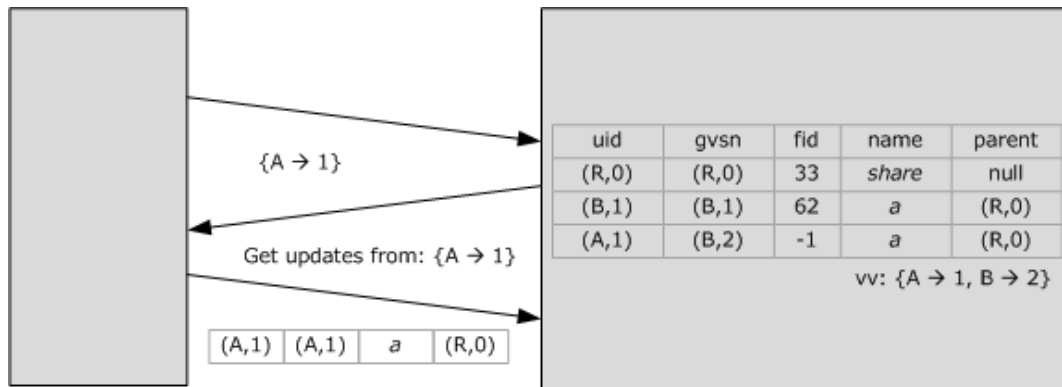 uid gvsn fid name parent
(R,0) (R,0) 33 share null
(B,1) (B,1) 62 a (R,0)
(A,1) (B,2) -1 a (R,0)
vv: {A → 1, B → 2}
{A → 1}
Get updates from: {A → 1}
(A,1) (A,1) a (R,0)